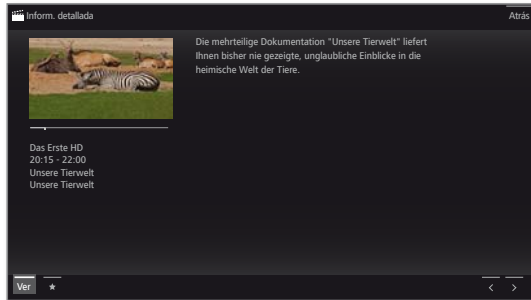 Inform. detallada
Atrás
Die mehrteilige Dokumentation "Unsere Tierwelt" liefert
Ihnen bisher nie gezeigte, unglaubliche Einblicke in die
heimische Welt der Tiere.
Das Erste HD
20:15 - 22:00
Unsere Tierwelt
Unsere Tierwelt
Ver